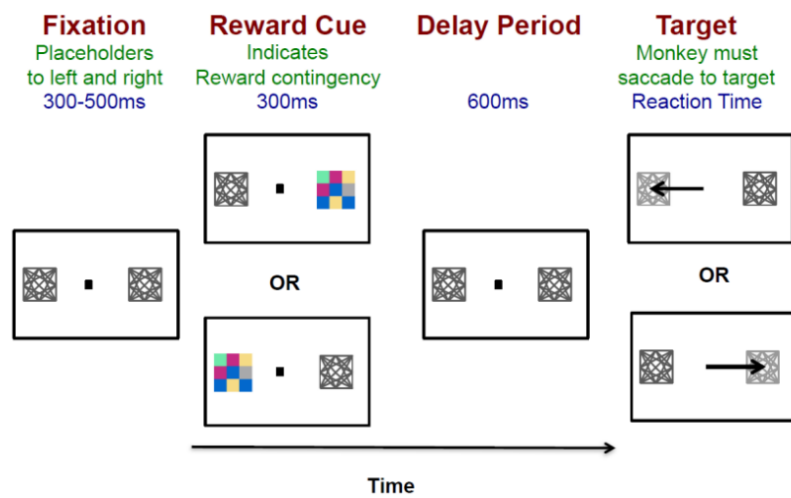 Fixation
Placeholders
to left and right
300-500ms
Reward Cue
Indicates
Reward contingency
300ms
Delay Period
600ms
Target
Monkey must
saccade to target
Reaction Time
OR
OR
Time